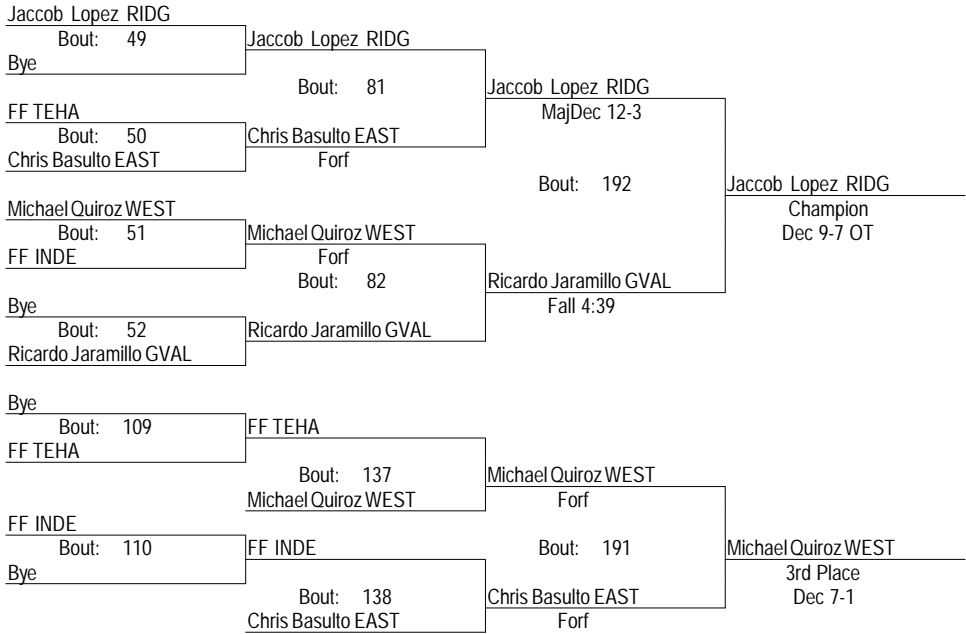 Jaccob Lopez RIDG
Bout: 49
Jaccob Lopez RIDG
Bye
Bout: 81
Jaccob Lopez RIDG
FF TEHA
MajDec 12-3
Bout: 50
Chris Basulto EAST
Chris Basulto EAST
Forf
Bout: 192
Jaccob Lopez RIDG
Michael Quiroz WEST
Champion
Bout: 51
Michael Quiroz WEST
Dec 9-7 OT
FF INDE
Forf
Bout: 82
Ricardo Jaramillo GVAL
Bye
Fall 4:39
Bout: 52
Ricardo Jaramillo GVAL
Ricardo Jaramillo GVAL
Bye
Bout: 109
FF TEHA
FF TEHA
Bout: 137
Michael Quiroz WEST
Michael Quiroz WEST
Forf
FF INDE
Bout: 110
FF INDE
Bout: 191
Michael Quiroz WEST
Bye
3rd Place
Bout: 138
Chris Basulto EAST
Dec 7-1
Chris Basulto EAST
Forf